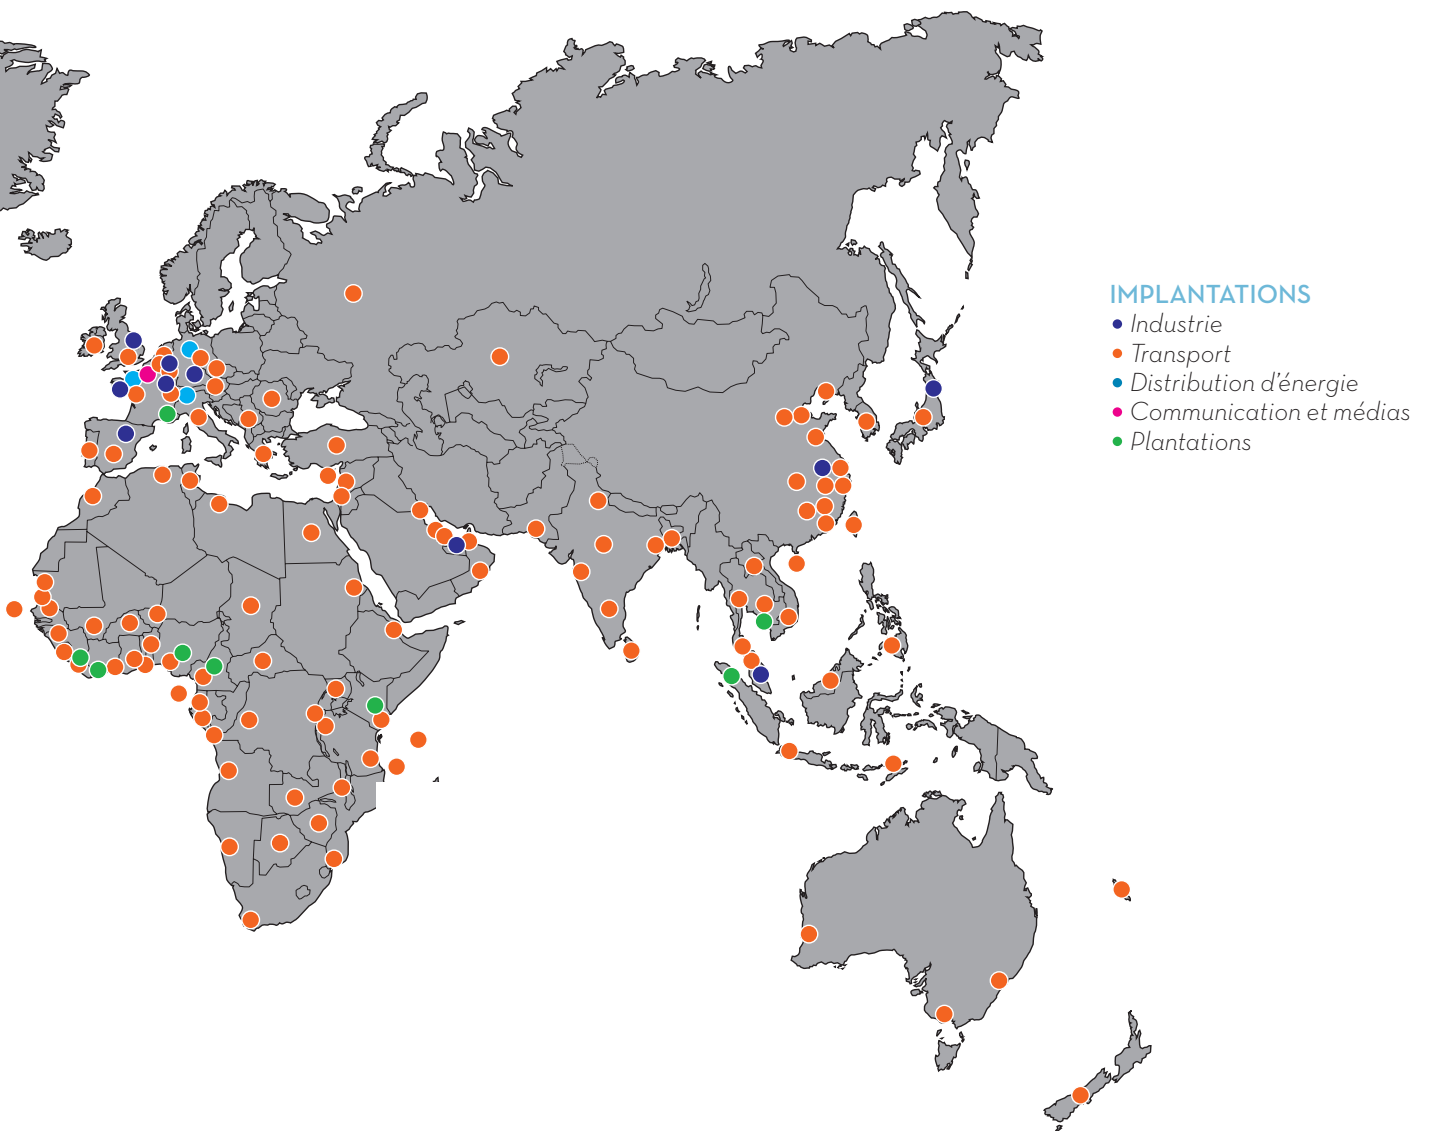 IMPLANTATIONS
Industrie
Transport
Distribution d’énergie
Communication et médias
Plantations